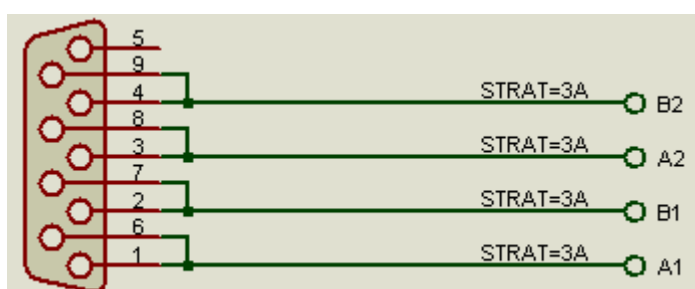 5
9
4 STRAT=3A B2
8
3 STRAT=3A A2
7
2 STRAT=3A B1
6
1 STRAT=3A A1